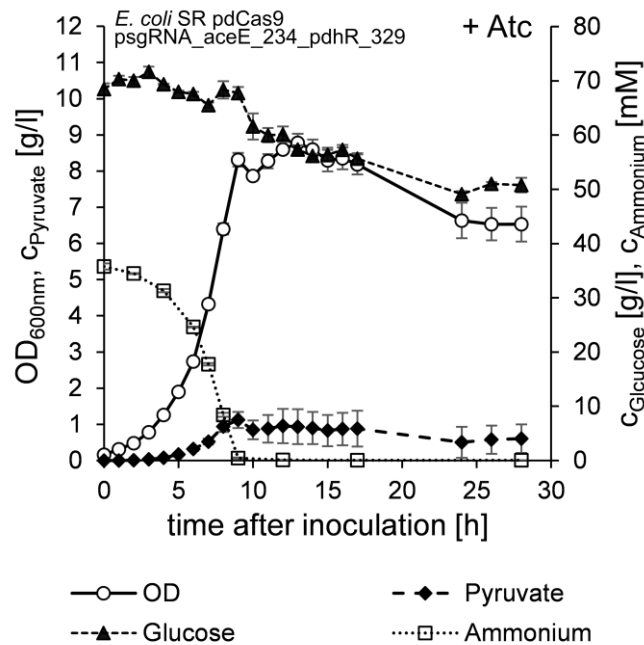 E. coli SR pdCas9
psgRNA_aceE_234_pdhR_329
+ Atc
OD600nm, cPyruvate [g/l]
12
11
10
9
8
7
6
5
4
3
2
1
0
80
70
60
50
40
30
20
10
0
cGlcucose [g/l], cAmmonium [mM]
0 5 10 15 20 25 30
time after inoculation [h]
OD Pyruvate
Glucose Ammonium